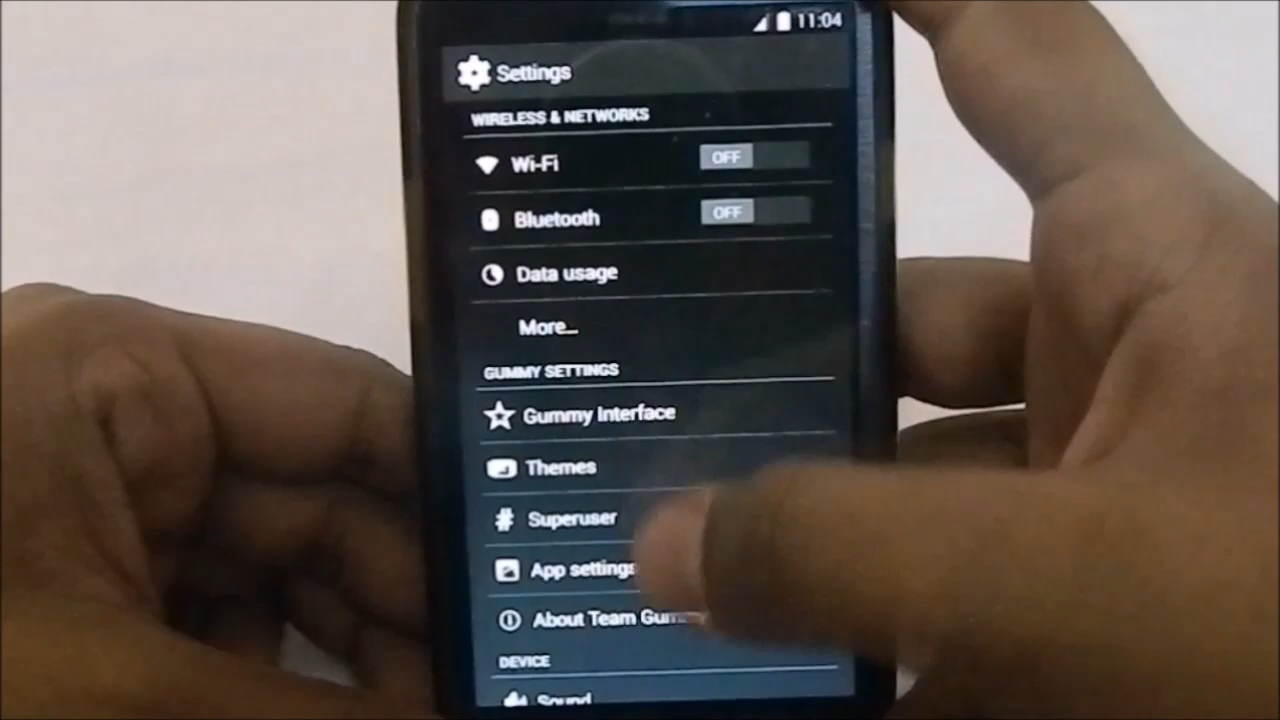 11:04
Settings
WIRELESS & NETWORKS
Wi-Fi OFF
Bluetooth OFF
Data usage
More...
GUMMY SETTINGS
Gummy Interface
Themes
Superuser
App settings
About Team
DEVICE
Sound